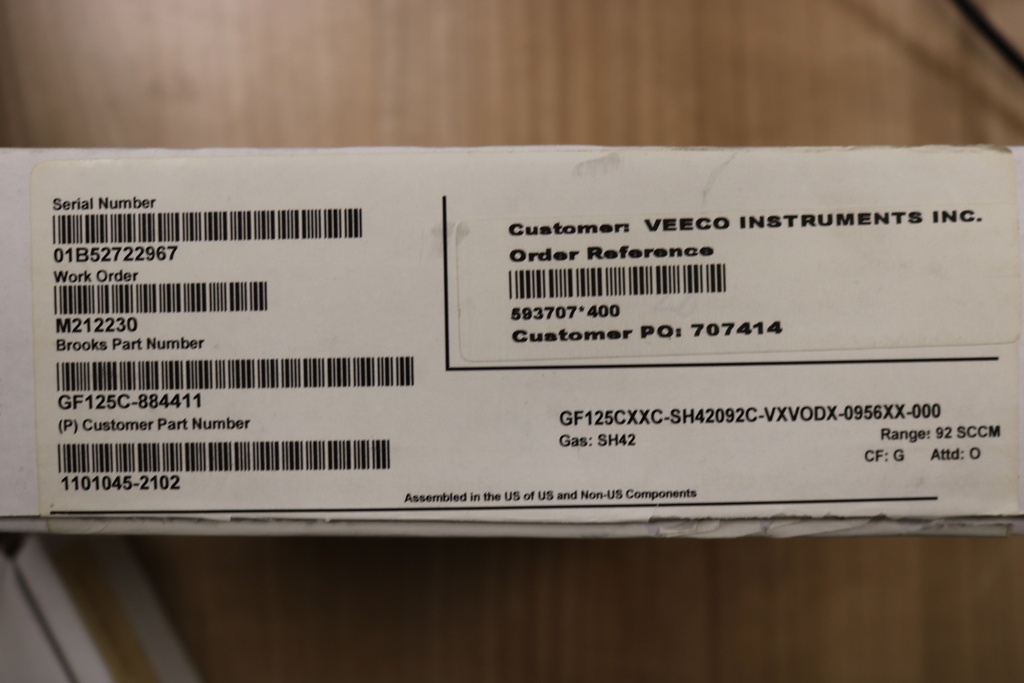 Serial Number
01B52722967
Work Order
M212230
Brooks Part Number
GF125C-884411
(P) Customer Part Number
1101045-2102
Customer: VEECO INSTRUMENTS INC.
Order Reference
593707*400
Customer PO: 707414
GF125CXXC-SH42092C-VXVODX-0956XX-000
Gas: SH42
Range: 92 SCCM
CF: G Attd: O
Assembled in the US of US and Non-US Components